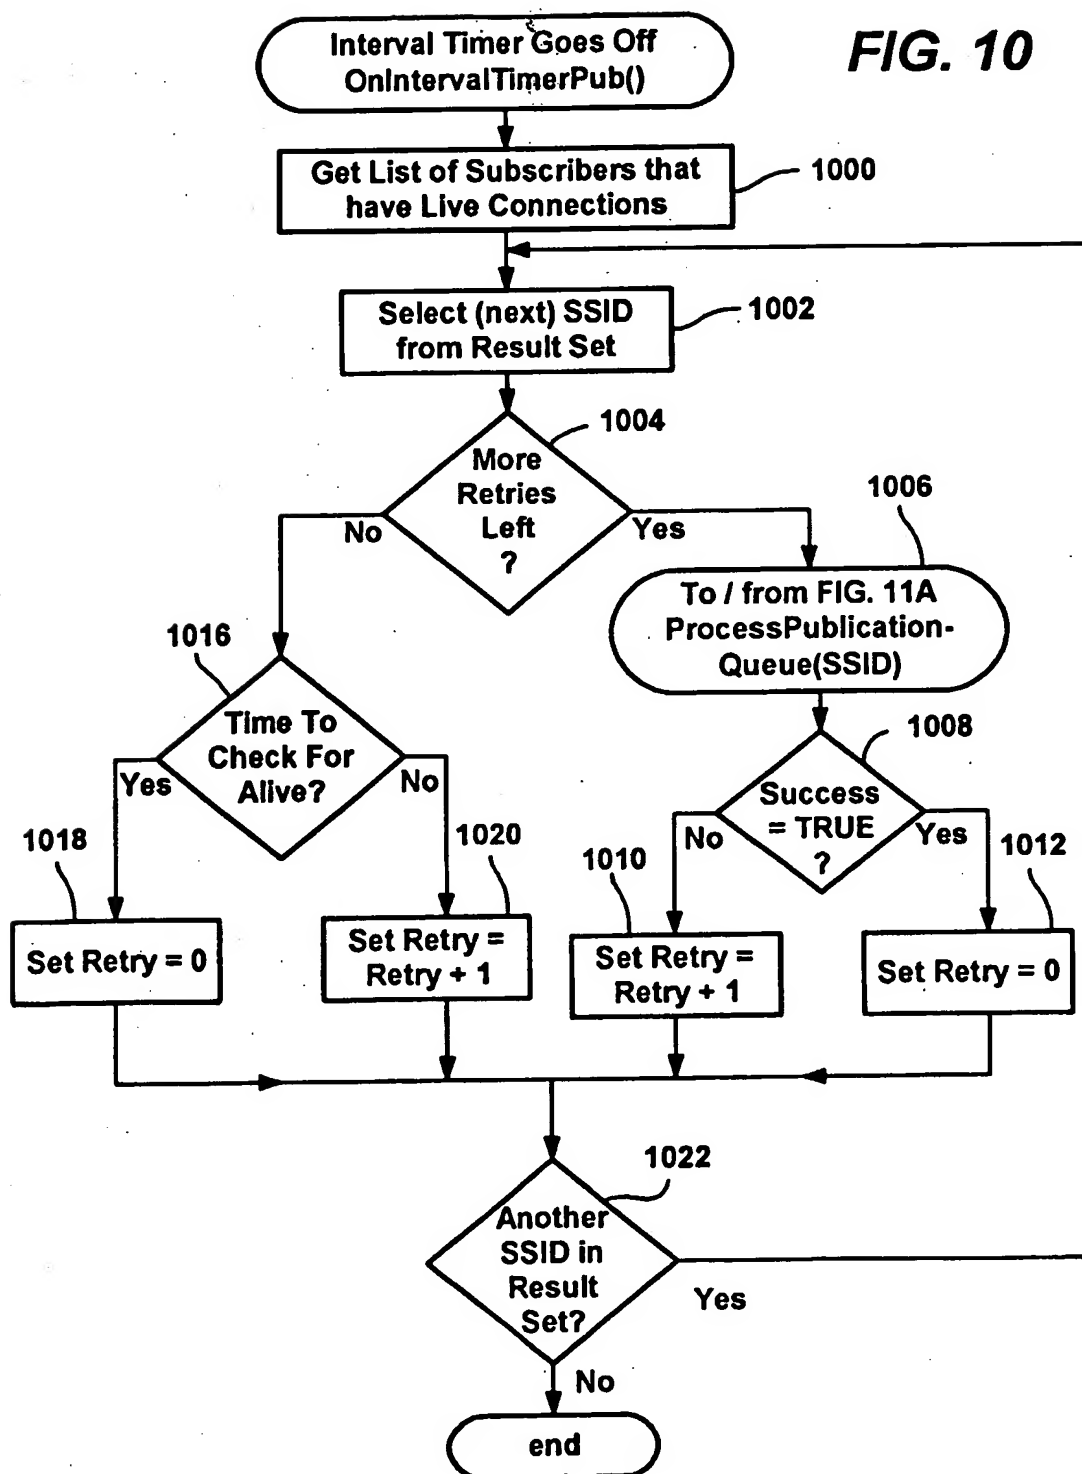 Interval Timer Goes Off
OnIntervalTimerPub()
FIG. 10
Get List of Subscribers that
have Live Connections
1000
Select (next) SSID
from Result Set
1002
More
Retries
Left
?
1004
No
Yes
1006
To / from FIG. 11A
ProcessPublication-
Queue(SSID)
1016
Time To
Check For
Alive?
Yes
No
1008
Success
= TRUE
?
No
Yes
1018
Set Retry = 0
1020
Set Retry =
Retry + 1
1010
Set Retry =
Retry + 1
1012
Set Retry = 0
1022
Another
SSID in
Result
Set?
Yes
No
end